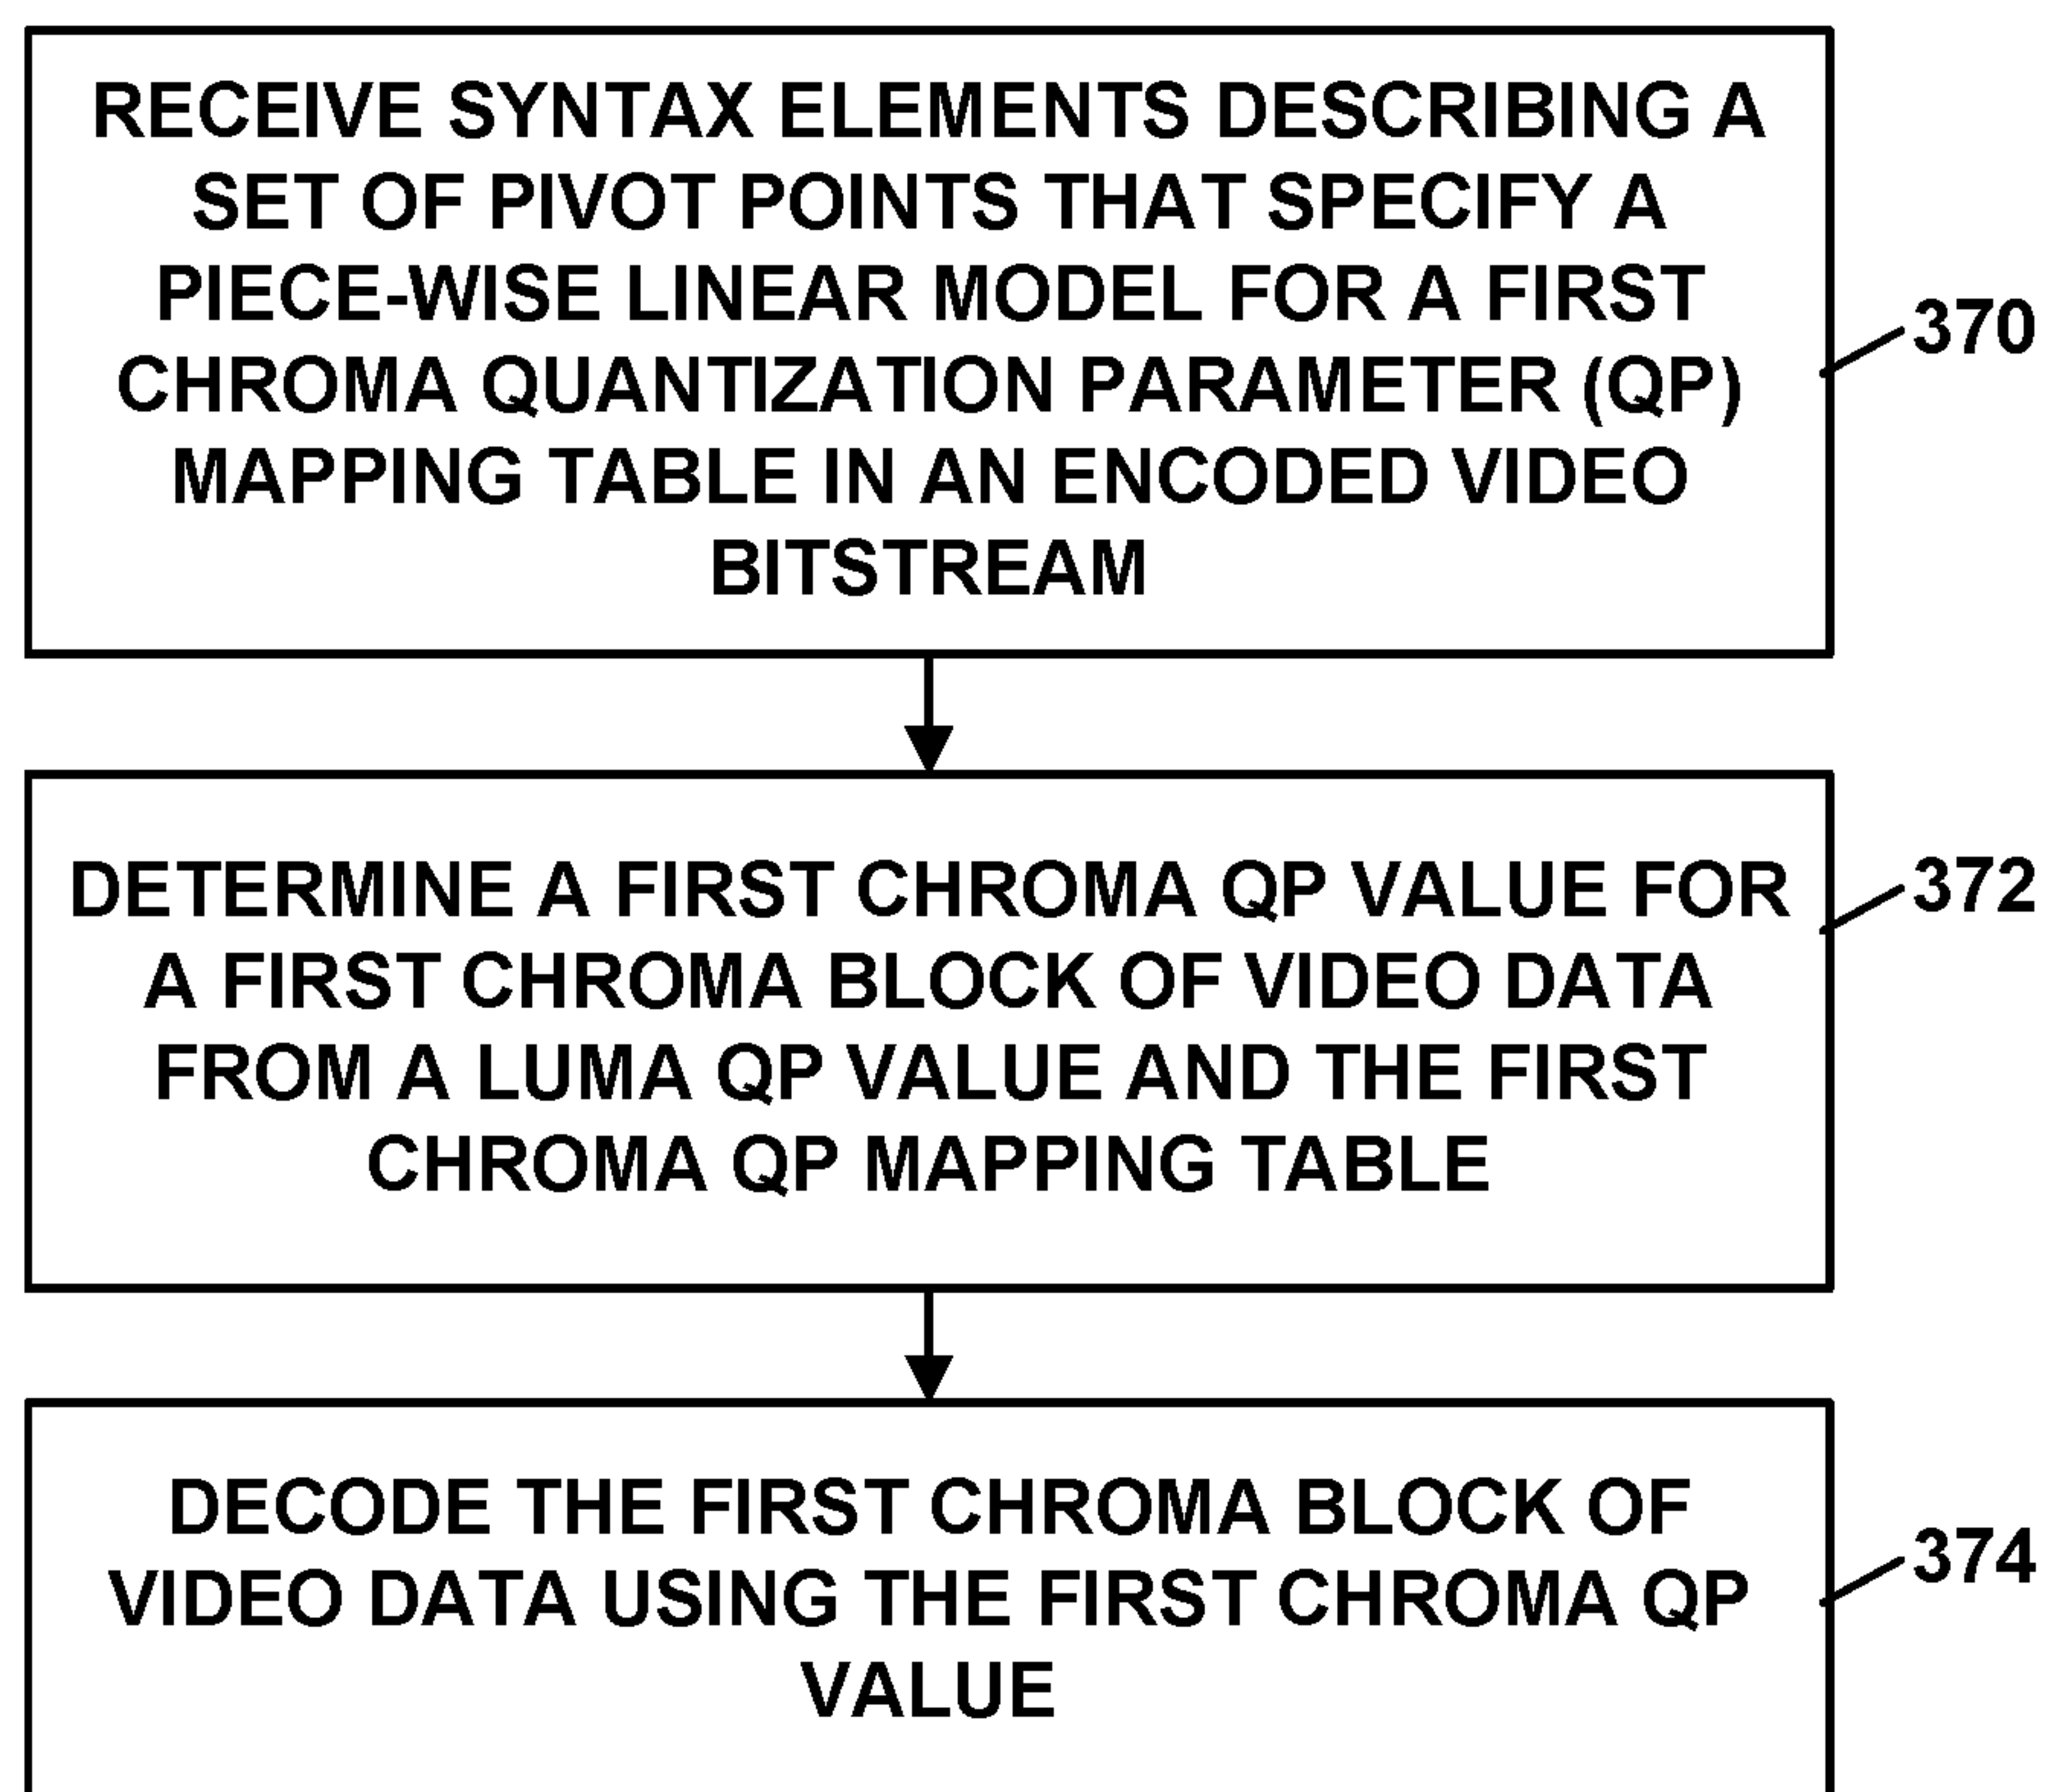 RECEIVE SYNTAX ELEMENTS DESCRIBING A
SET OF PIVOT POINTS THAT SPECIFY A
PIECE-WISE LINEAR MODEL FOR A FIRST
CHROMA QUANTIZATION PARAMETER (QP)
MAPPING TABLE IN AN ENCODED VIDEO
BITSTREAM
370
DETERMINE A FIRST CHROMA QP VALUE FOR
A FIRST CHROMA BLOCK OF VIDEO DATA
FROM A LUMA QP VALUE AND THE FIRST
CHROMA QP MAPPING TABLE
372
DECODE THE FIRST CHROMA BLOCK OF
VIDEO DATA USING THE FIRST CHROMA QP
VALUE
374